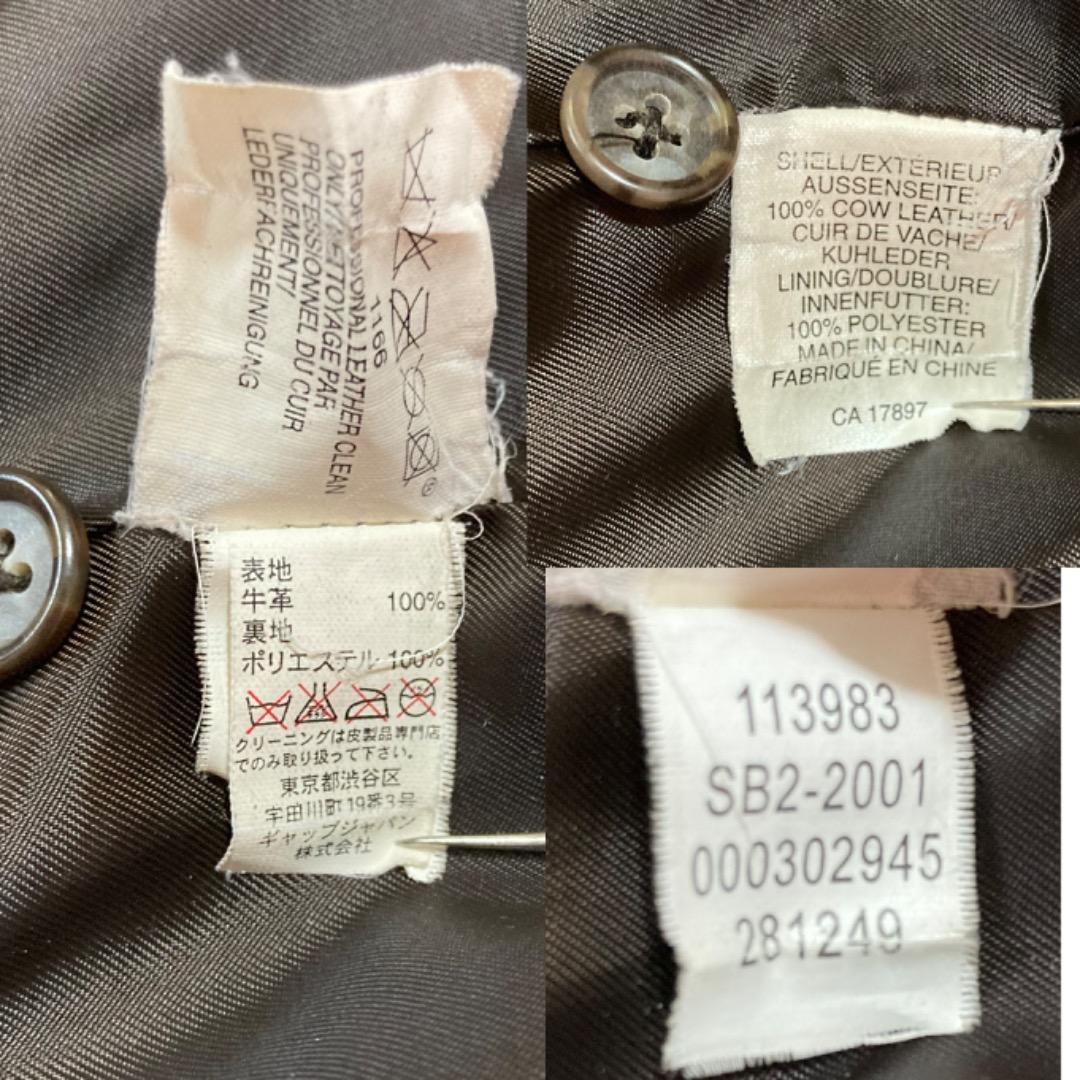 1166
PROFESSIONAL LEATHER CLEAN
ONLY/NETTOYAGE PAR
PROFESSIONNEL DU CUIR
UNIQUEMENT/
LEDERFACHREINIGUNG
表地
牛革 100%
裏地
ポリエステル 100%
クリーニングは皮製品専門店
でのみ取り扱って下さい。
東京都渋谷区
宇田川町19番3号
ギャップジャパン
株式会社
SHELL/EXTÉRIEUR
AUSSENSEITE:
100% COW LEATHER/
CUIR DE VACHE/
KUHLEDER
LINING/DOUBLURE/
INNENFUTTER:
100% POLYESTER
MADE IN CHINA/
FABRIQUÉ EN CHINE
CA 17897
113983
SB2-2001
000302945
281249